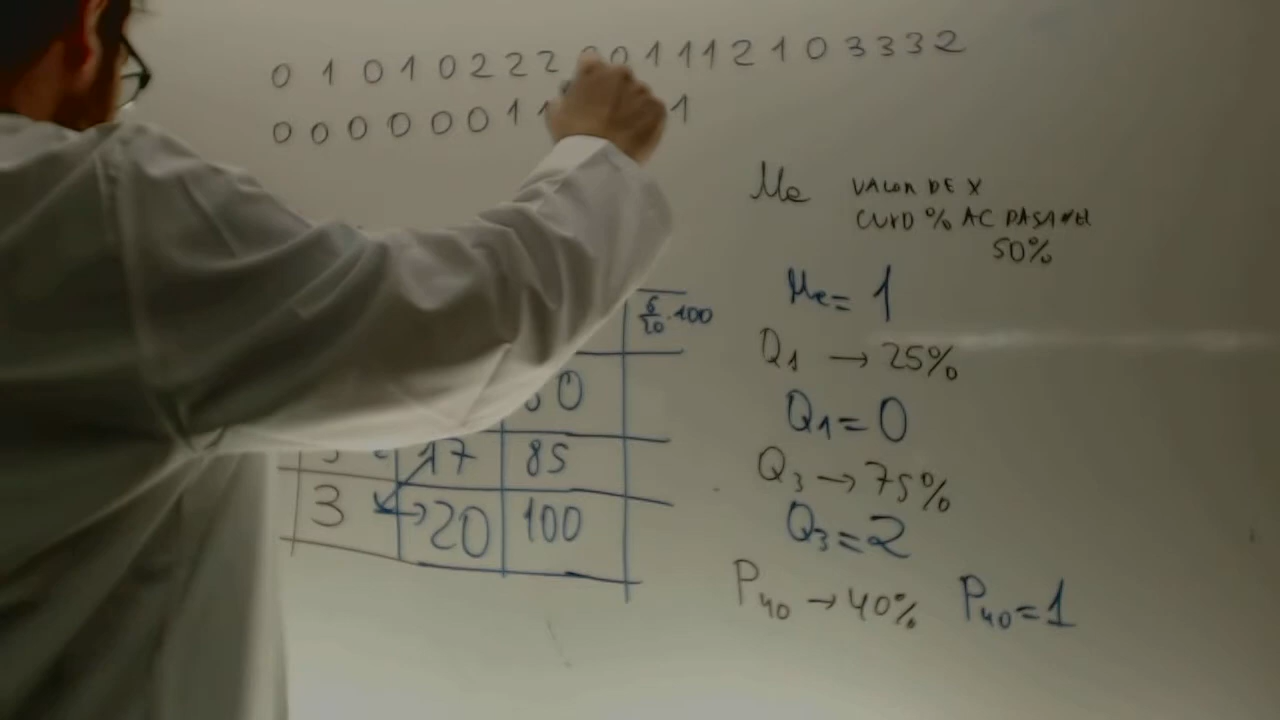 0 1 0 1 0 2 2 2 0 1 1 1 2 1 0 3 3 3 2
0 0 0 0 0 0 1 1 1
Me VALOR DE X
CUYO % AC PASA EL
50%
6/20 · 100
Me = 1
Q1 → 25%
0
Q1 = 0
17 85
Q3 → 75%
3 → 20 100
Q3 = 2
P40 → 40% P40 = 1